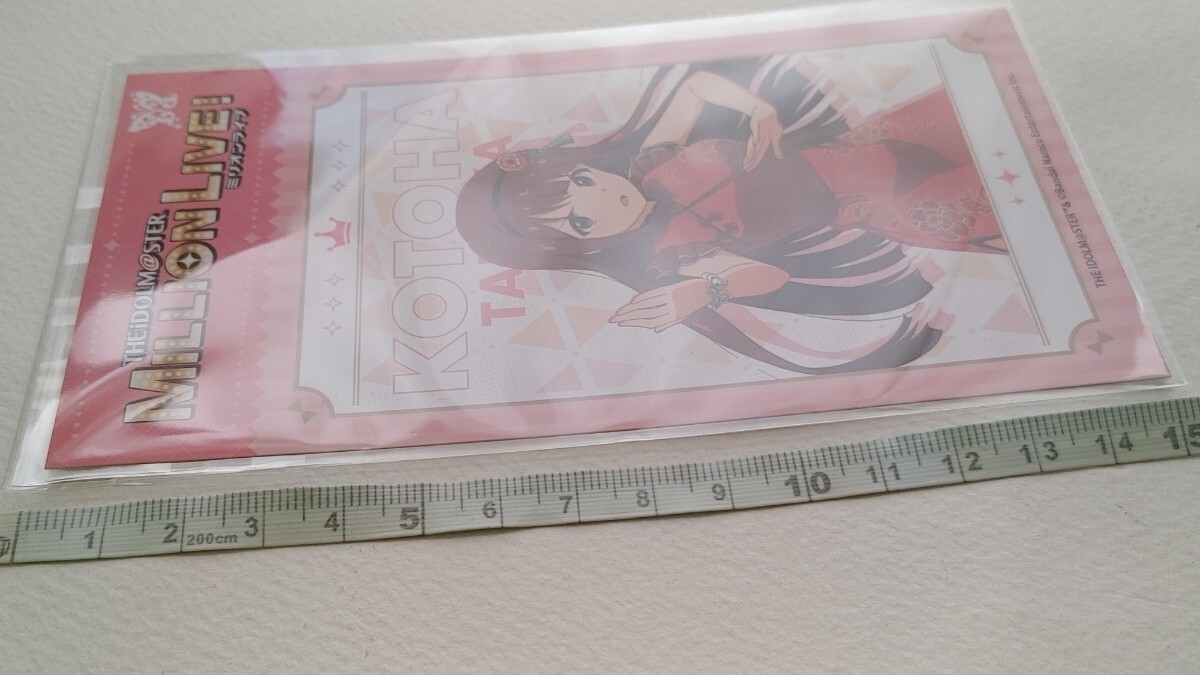 THE iDOLM@STER
MILLION LIVE!
ミリオンライブ!
KOTOHA
TA
A
THE IDOLM@STER™& ©Bandai Namco Entertainment Inc.
1 2 3 4 5 6 7 8 9 10 11 12 13 14 15
200cm